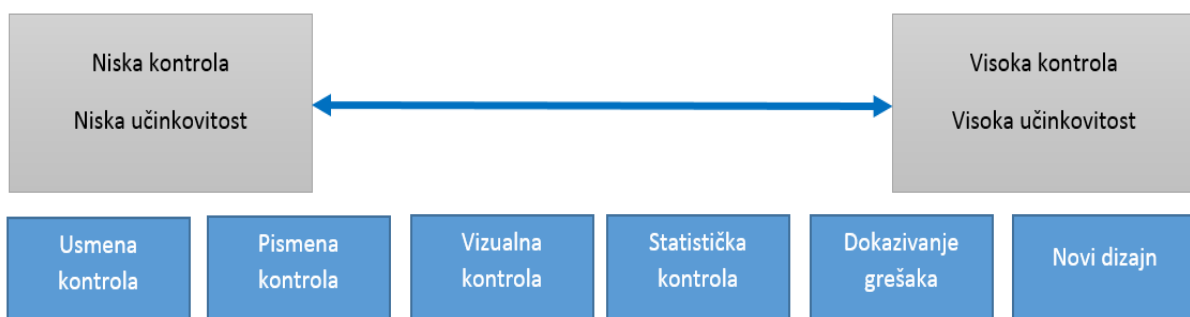 Niska kontrola
Niska učinkovitost
Visoka kontrola
Visoka učinkovitost
Usmena
kontrola
Pismena
kontrola
Vizualna
kontrola
Statistička
kontrola
Dokazivanje
grešaka
Novi dizajn